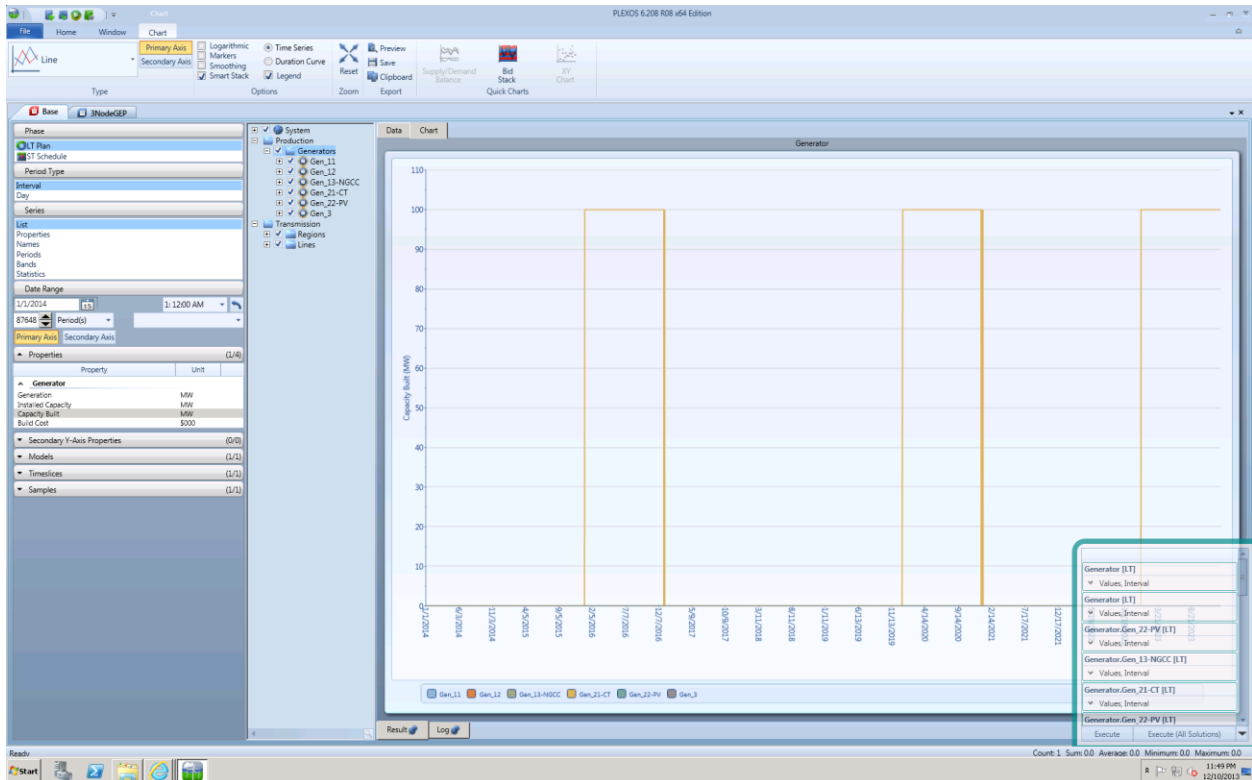 Chart
PLEXOS 6.208 R08 x64 Edition
File Home Window Chart
Line
Primary Axis
Secondary Axis
Logarithmic
Markers
Smoothing
Smart Stack
Time Series
Duration Curve
Legend
Reset
Preview
Save
Clipboard
Supply/Demand
Balance
Bid
Stack
XY
Chart
Type Options Zoom Export Quick Charts
Base 3NodeGEP
Phase
LT Plan
ST Schedule
Period Type
Interval
Day
Series
List
Properties
Names
Periods
Bands
Statistics
Date Range
1/1/2014 15 1: 12:00 AM
87648 Period(s)
Primary Axis Secondary Axis
Properties (1/4)
Property Unit
Generator
Generation MW
Installed Capacity MW
Capacity Built MW
Build Cost $000
Secondary Y-Axis Properties (0/0)
Models (1/1)
Timeslices (1/1)
Samples (1/1)
System
Production
Generators
Gen_11
Gen_12
Gen_13-NGCC
Gen_21-CT
Gen_22-PV
Gen_3
Transmission
Regions
Lines
Data Chart
Generator
110
100
90
80
70
60
50
40
30
20
10
0
Capacity Built (MW)
1/1/2014
6/3/2014
11/3/2014
4/5/2015
9/5/2015
2/5/2016
7/7/2016
12/7/2016
5/9/2017
10/9/2017
3/11/2018
8/11/2018
1/11/2019
6/13/2019
11/13/2019
4/14/2020
9/14/2020
2/14/2021
7/17/2021
12/17/2021
Gen_11 Gen_12 Gen_13-NGCC Gen_21-CT Gen_22-PV Gen_3
Generator [LT]
Values, Interval
Generator [LT]
Values, Interval
Generator.Gen_22-PV [LT]
Values, Interval
Generator.Gen_13-NGCC [LT]
Values, Interval
Generator.Gen_21-CT [LT]
Values, Interval
Generator.Gen_22-PV [LT]
Execute Execute (All Solutions)
Result Log
Ready
Count: 1 Sum: 0.0 Average: 0.0 Minimum: 0.0 Maximum: 0.0
Start
11:49 PM
12/10/2013